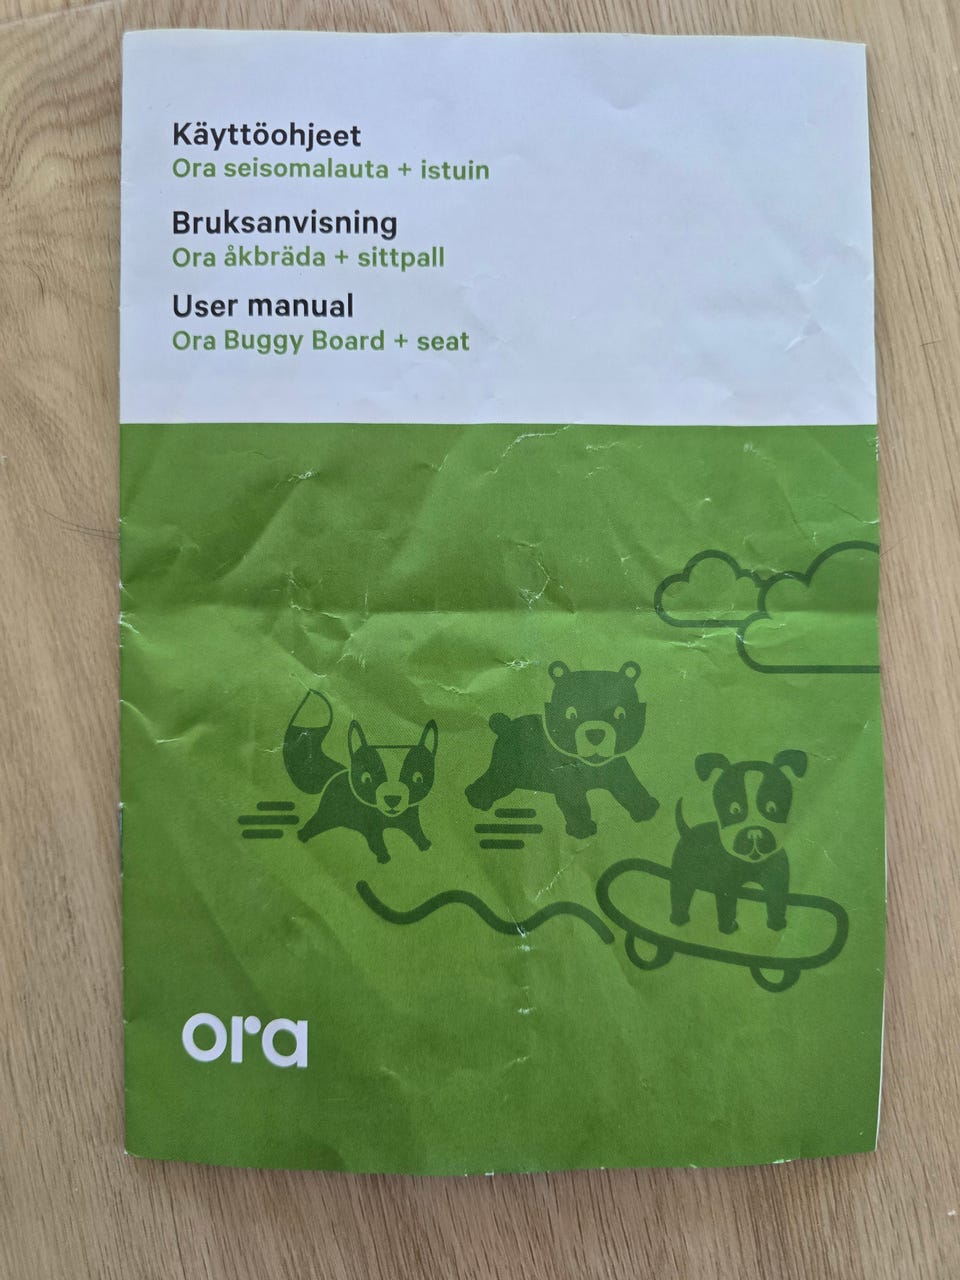 Käyttöohjeet
Ora seisomalauta + istuin
Bruksanvisning
Ora åkbräda + sittpall
User manual
Ora Buggy Board + seat
ora